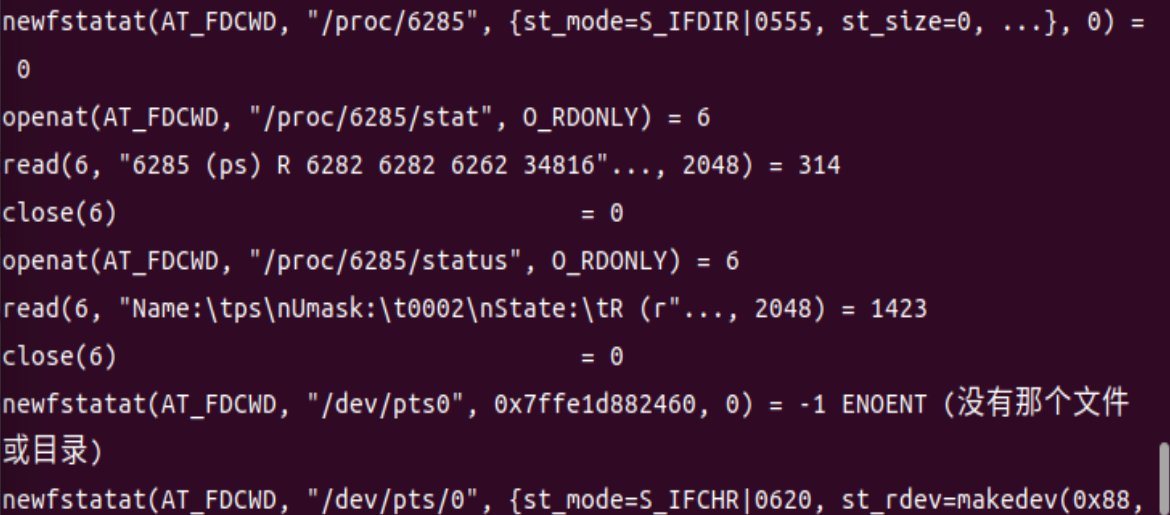 newfstatat(AT_FDCWD, "/proc/6285", {st_mode=S_IFDIR|0555, st_size=0, ...}, 0) =
 0
openat(AT_FDCWD, "/proc/6285/stat", O_RDONLY) = 6
read(6, "6285 (ps) R 6282 6282 6262 34816"..., 2048) = 314
close(6)                                = 0
openat(AT_FDCWD, "/proc/6285/status", O_RDONLY) = 6
read(6, "Name:\tps\nUmask:\t0002\nState:\tR (r"..., 2048) = 1423
close(6)                                = 0
newfstatat(AT_FDCWD, "/dev/pts0", 0x7ffe1d882460, 0) = -1 ENOENT (没有那个文件
或目录)
newfstatat(AT_FDCWD, "/dev/pts/0", {st_mode=S_IFCHR|0620, st_rdev=makedev(0x88,